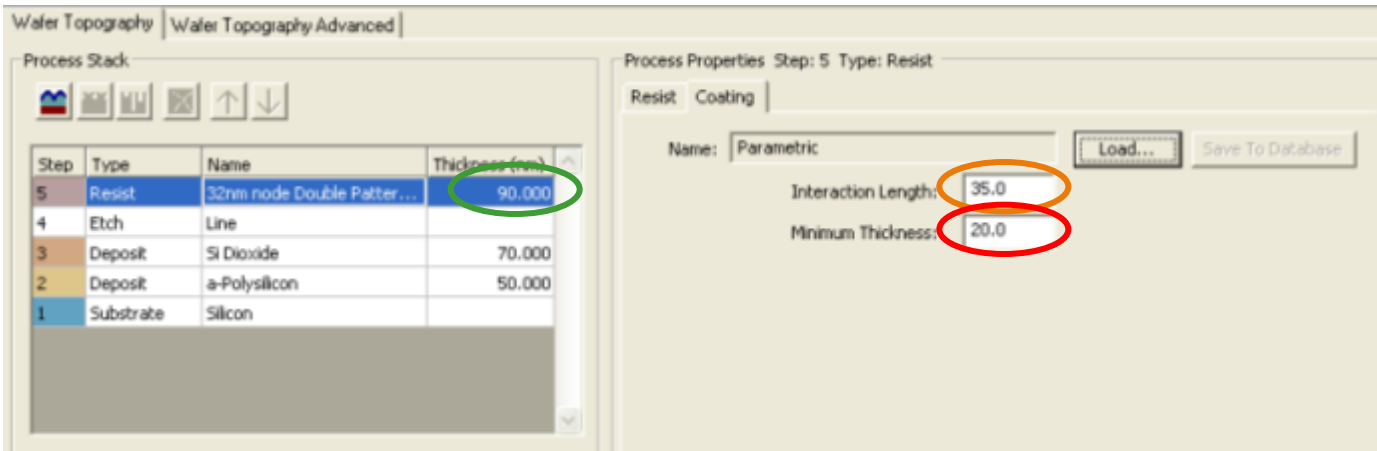 Wafer Topography Wafer Topography Advanced
Process Stack
Step Type Name Thickness (nm)
5 Resist 32nm node Double Patter... 90.000
4 Etch Line
3 Deposit Si Dioxide 70.000
2 Deposit a-Polysilicon 50.000
1 Substrate Silicon
Process Properties Step: 5 Type: Resist
Resist Coating
Name: Parametric Load... Save To Database
Interaction Length: 35.0
Minimum Thickness: 20.0